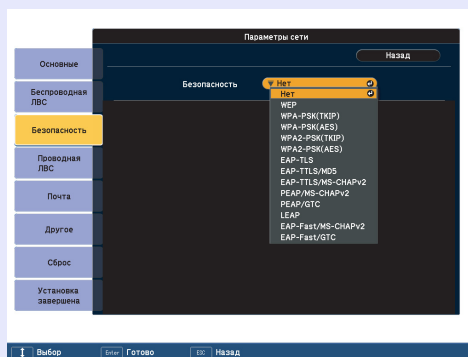 Параметры сети
Назад
Основные
Беспроводная
ЛВС
Безопасность
Проводная
ЛВС
Почта
Другое
Сброс
Установка
завершена
Безопасность
Нет
Нет
WEP
WPA-PSK(TKIP)
WPA-PSK(AES)
WPA2-PSK(TKIP)
WPA2-PSK(AES)
EAP-TLS
EAP-TTLS/MD5
EAP-TTLS/MS-CHAPv2
PEAP/MS-CHAPv2
PEAP/GTC
LEAP
EAP-Fast/MS-CHAPv2
EAP-Fast/GTC
Выбор Enter Готово ESC Назад